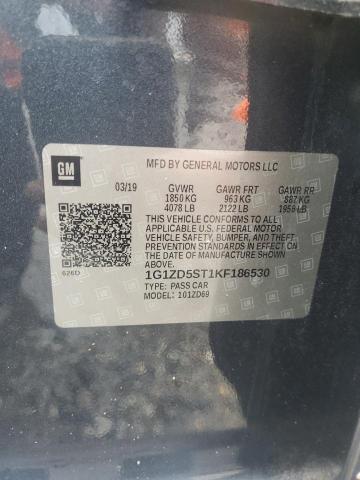 GM
MFD BY GENERAL MOTORS LLC
03/19 GVWR GAWR FRT GAWR RR
1850 KG 963 KG 887 KG
4078 LB 2122 LB 1956 LB
THIS VEHICLE CONFORMS TO ALL
APPLICABLE U.S. FEDERAL MOTOR
VEHICLE SAFETY, BUMPER, AND THEFT
PREVENTION STANDARDS IN EFFECT ON
THE DATE OF MANUFACTURE SHOWN
ABOVE.
626D
1G1ZD5ST1KF186530
TYPE: PASS CAR
MODEL: 101ZD69